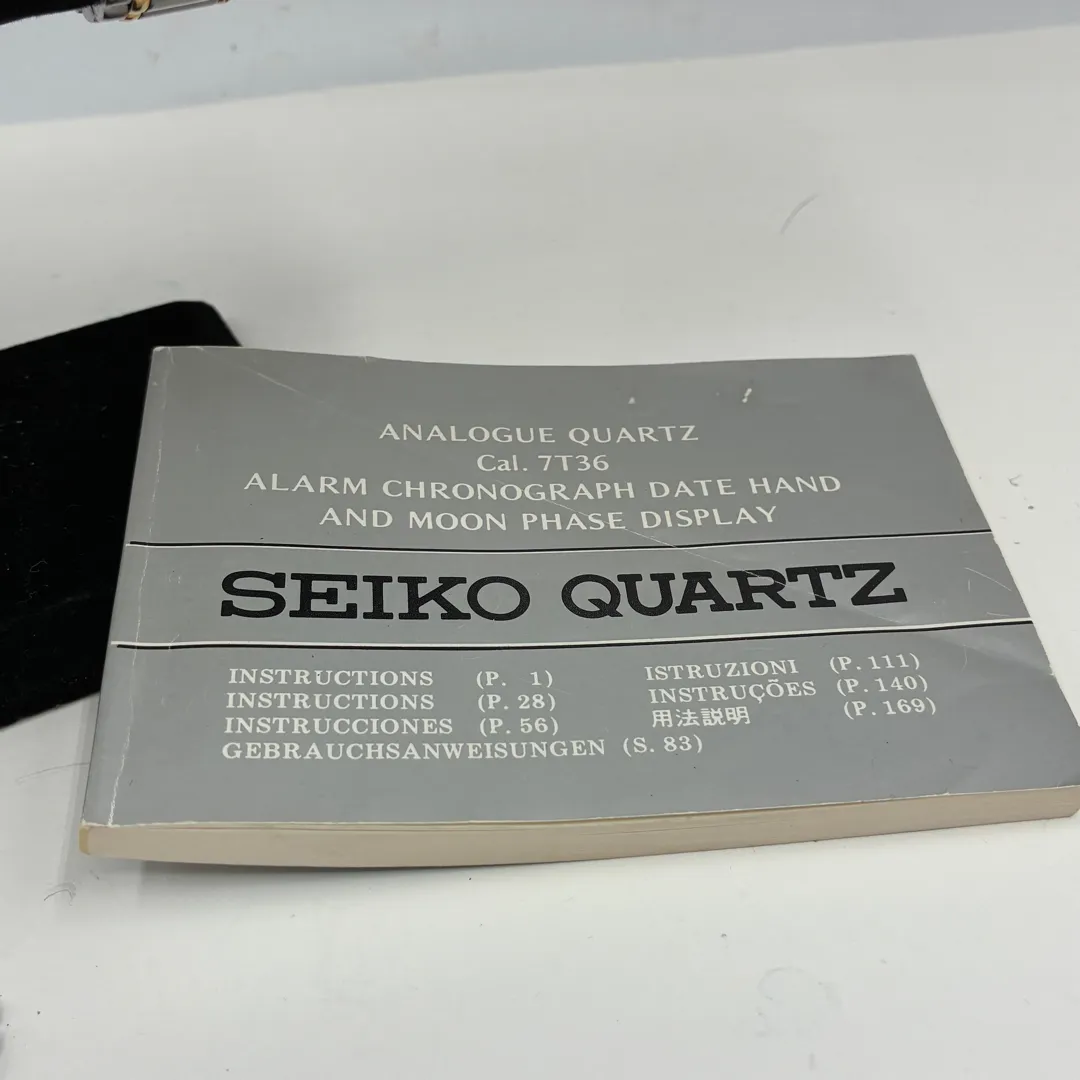 ANALOGUE QUARTZ
Cal. 7T36
ALARM CHRONOGRAPH DATE HAND
AND MOON PHASE DISPLAY
SEIKO QUARTZ
INSTRUCTIONS (P. 1)
INSTRUCTIONS (P. 28)
INSTRUCCIONES (P. 56)
GEBRAUCHSANWEISUNGEN (S. 83)
ISTRUZIONI (P. 111)
INSTRUÇÕES (P. 140)
用法説明 (P. 169)